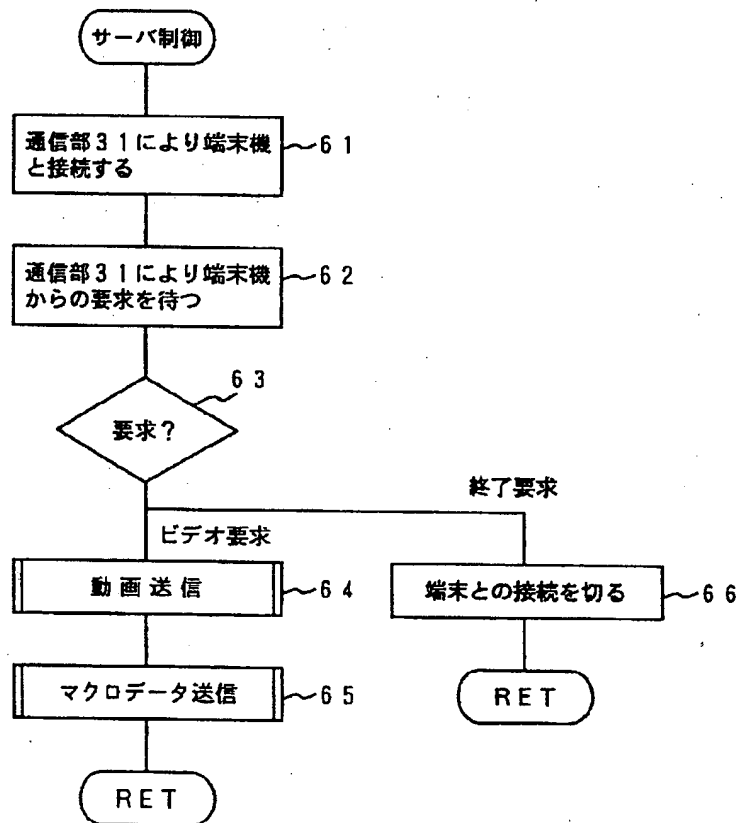 サーバ制御
通信部31により端末機
と接続する
61
通信部31により端末機
からの要求を待つ
62
63
要求?
終了要求
ビデオ要求
動画送信
64
端末との接続を切る
66
マクロデータ送信
65
RET
RET